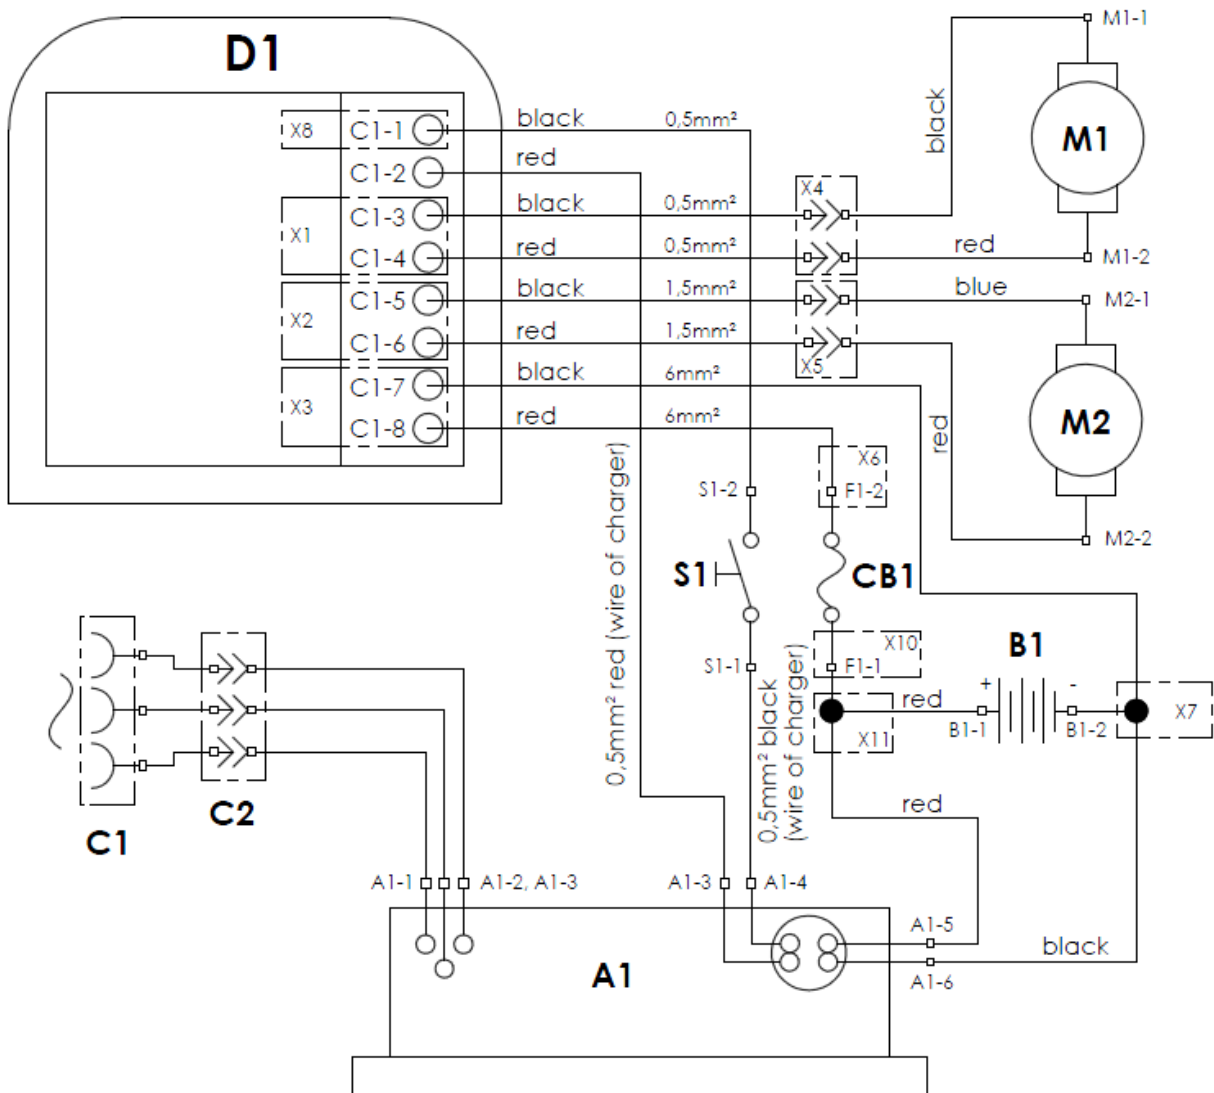 M1-1
D1
black
0,5mm²
X8
C1-1
black
M1
red
C1-2
X4
black
0,5mm²
C1-3
X1
red
0,5mm²
red
C1-4
M1-2
black
1,5mm²
blue
C1-5
M2-1
X2
red
1,5mm²
C1-6
X5
black
6mm²
C1-7
X3
red
6mm²
red
M2
C1-8
X6
S1-2
F1-2
M2-2
0,5mm² red (wire of charger)
S1
CB1
X10
B1
S1-1
F1-1
+
-
red
X7
B1-1
B1-2
X11
0,5mm² black
(wire of charger)
red
C2
C1
A1-1
A1-2, A1-3
A1-3
A1-4
A1-5
black
A1
A1-6